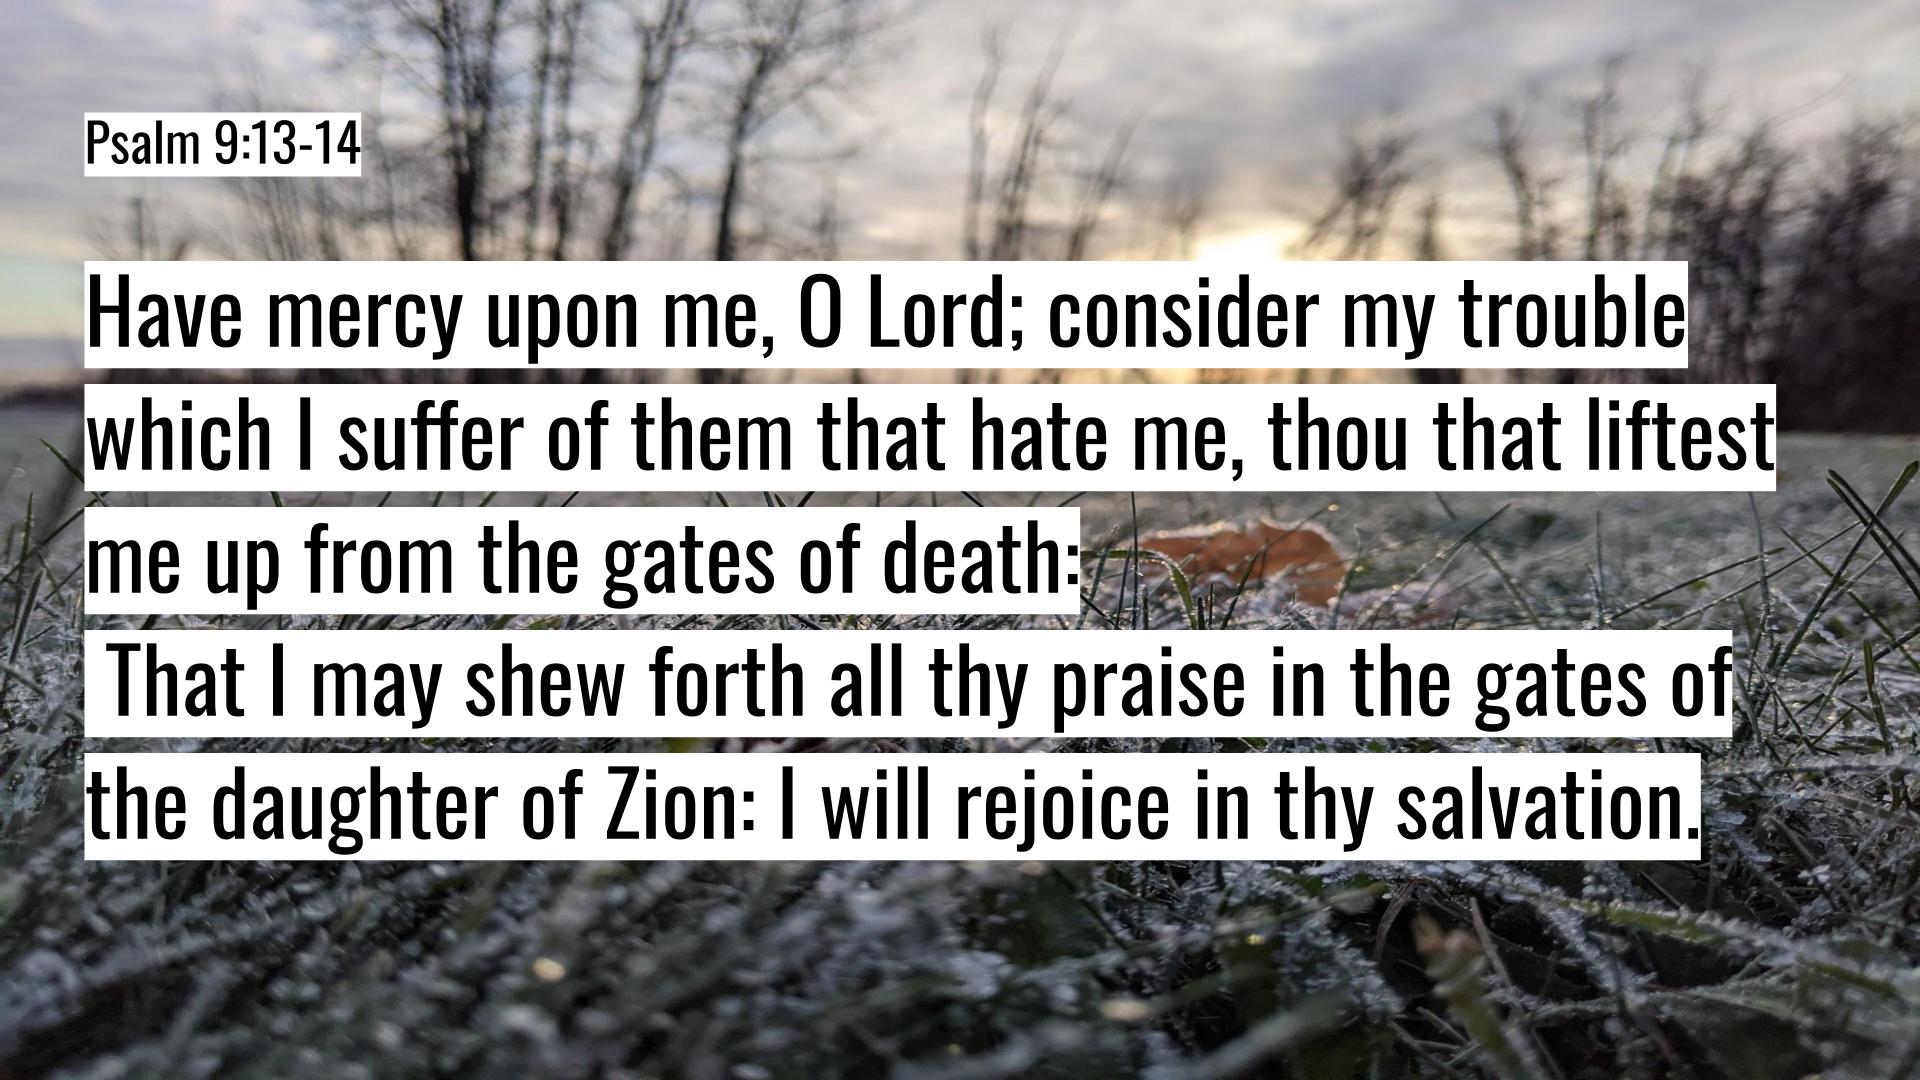 Psalm 9:13-14
Have mercy upon me, O Lord; consider my trouble
which I suffer of them that hate me, thou that liftest
me up from the gates of death:
That I may shew forth all thy praise in the gates of
the daughter of Zion: I will rejoice in thy salvation.